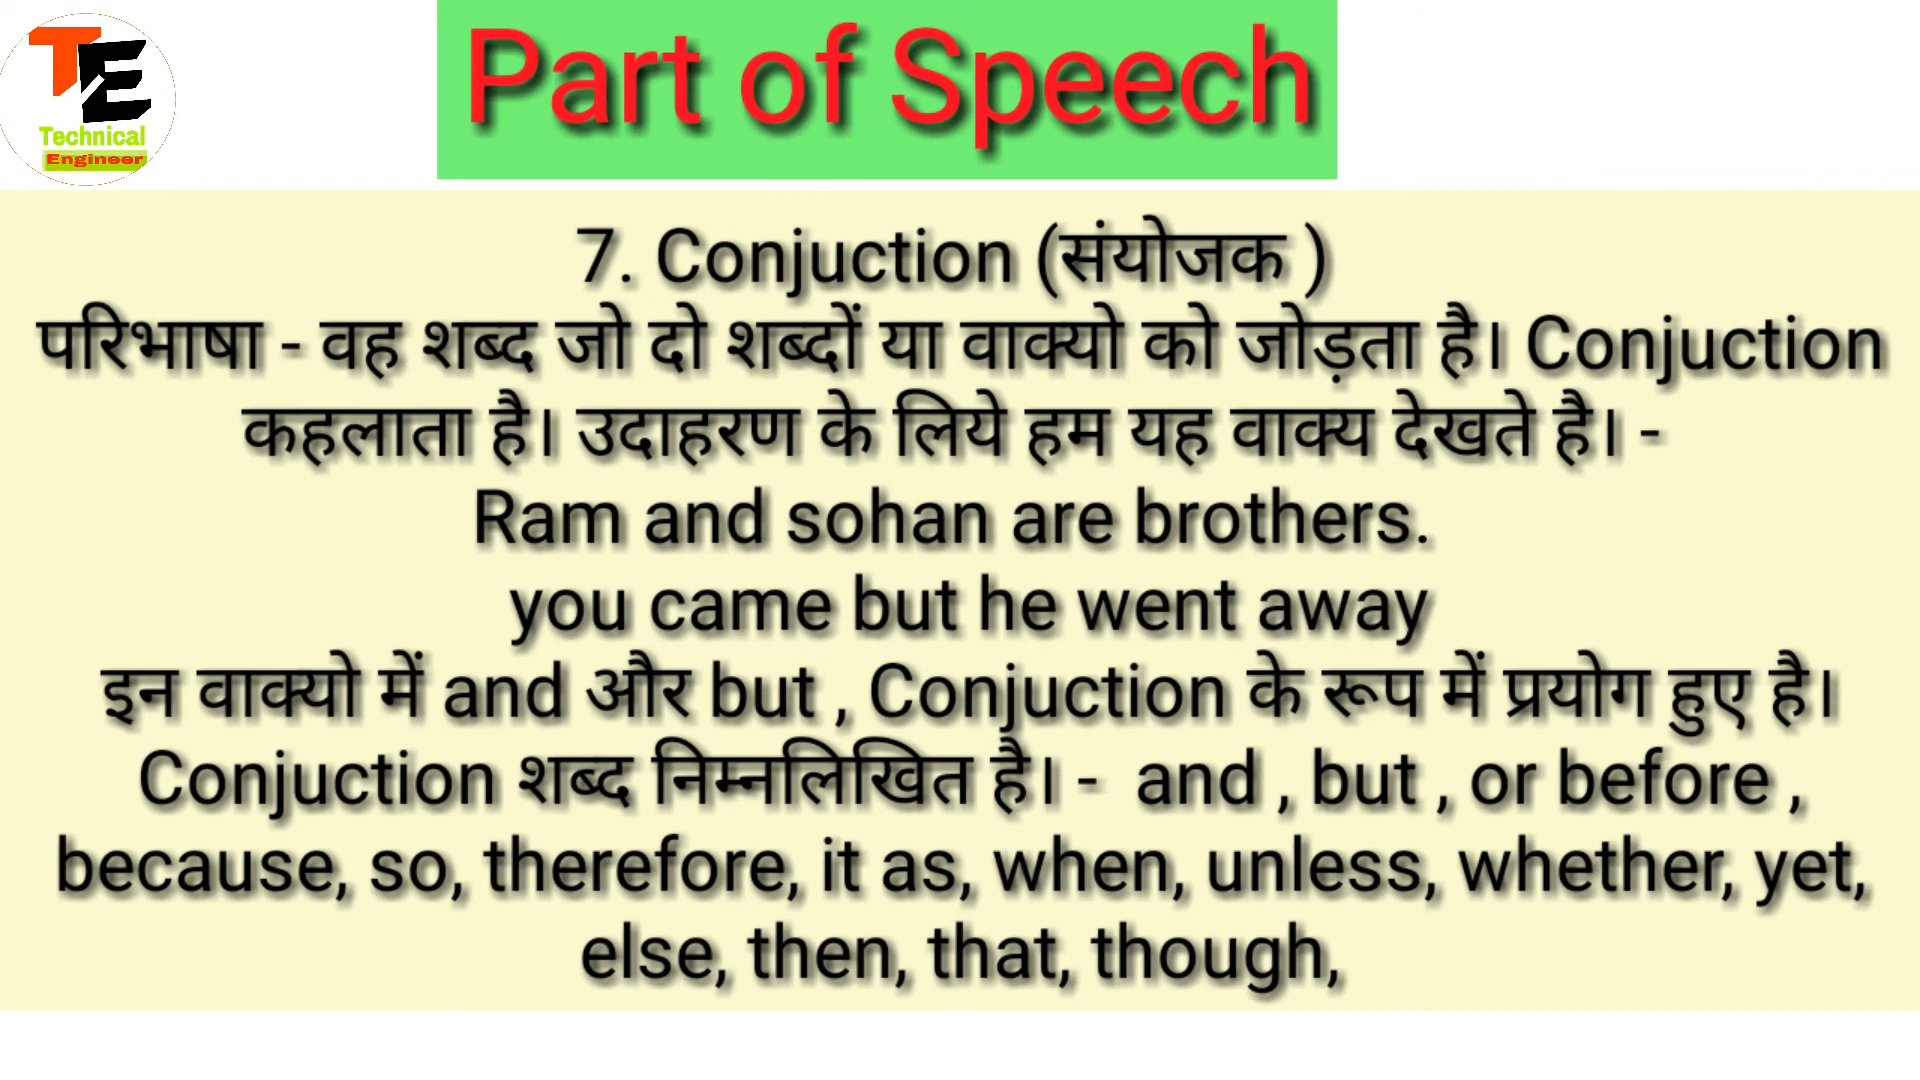 TE
Technical
Engineer
Part of Speech
7. Conjuction (संयोजक )
परिभाषा - वह शब्द जो दो शब्दों या वाक्यो को जोड़ता है। Conjuction
कहलाता है। उदाहरण के लिये हम यह वाक्य देखते है। -
Ram and sohan are brothers.
you came but he went away
इन वाक्यो में and और but , Conjuction के रूप में प्रयोग हुए है।
Conjuction शब्द निम्नलिखित है। - and , but , or before ,
because, so, therefore, it as, when, unless, whether, yet,
else, then, that, though,